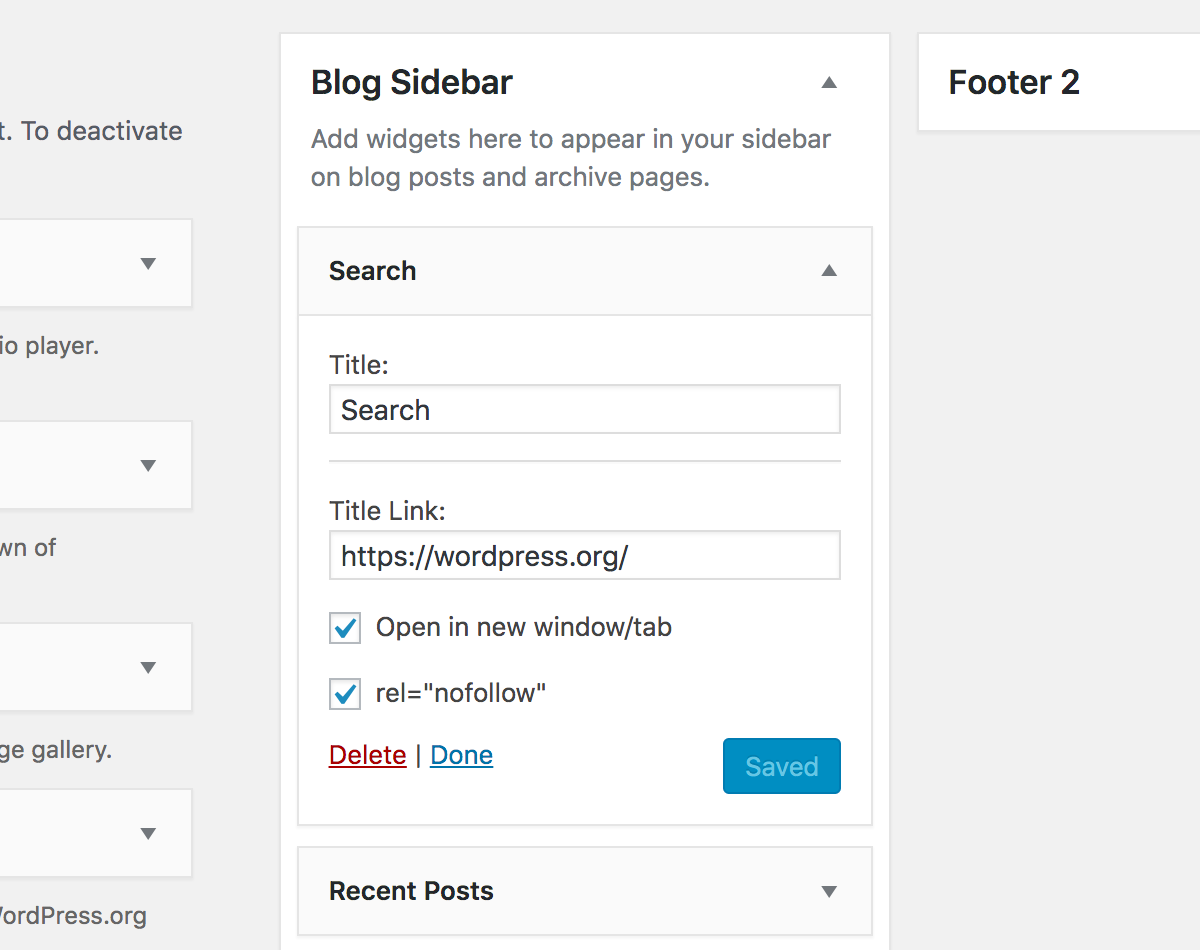 t. To deactivate
io player.
wn of
ge gallery.
WordPress.org
Blog Sidebar
Add widgets here to appear in your sidebar
on blog posts and archive pages.
Search
Title:
Search
Title Link:
https://wordpress.org/
Open in new window/tab
rel="nofollow"
Delete | Done
Saved
Recent Posts
Footer 2